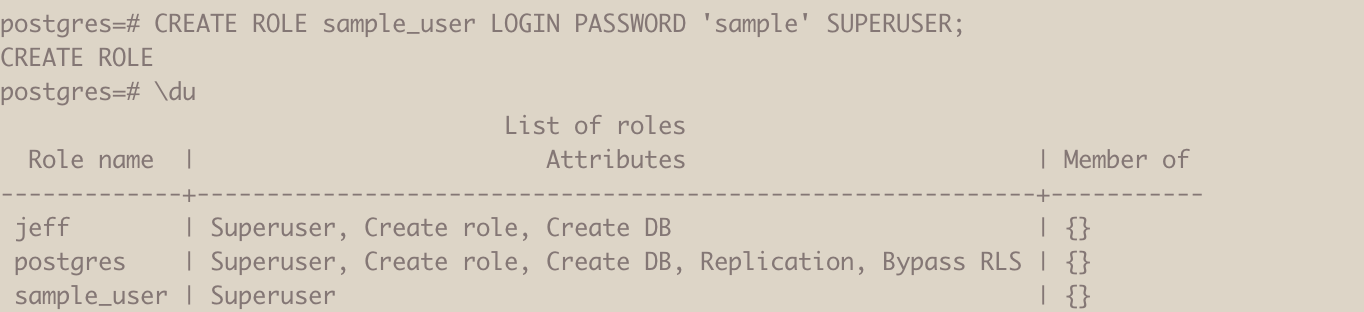 postgres=# CREATE ROLE sample_user LOGIN PASSWORD 'sample' SUPERUSER;
CREATE ROLE
postgres=# \du
                                    List of roles
  Role name  |                         Attributes                         | Member of
-------------+------------------------------------------------------------+-----------
 jeff        | Superuser, Create role, Create DB                          | {}
 postgres    | Superuser, Create role, Create DB, Replication, Bypass RLS | {}
 sample_user | Superuser                                                  | {}